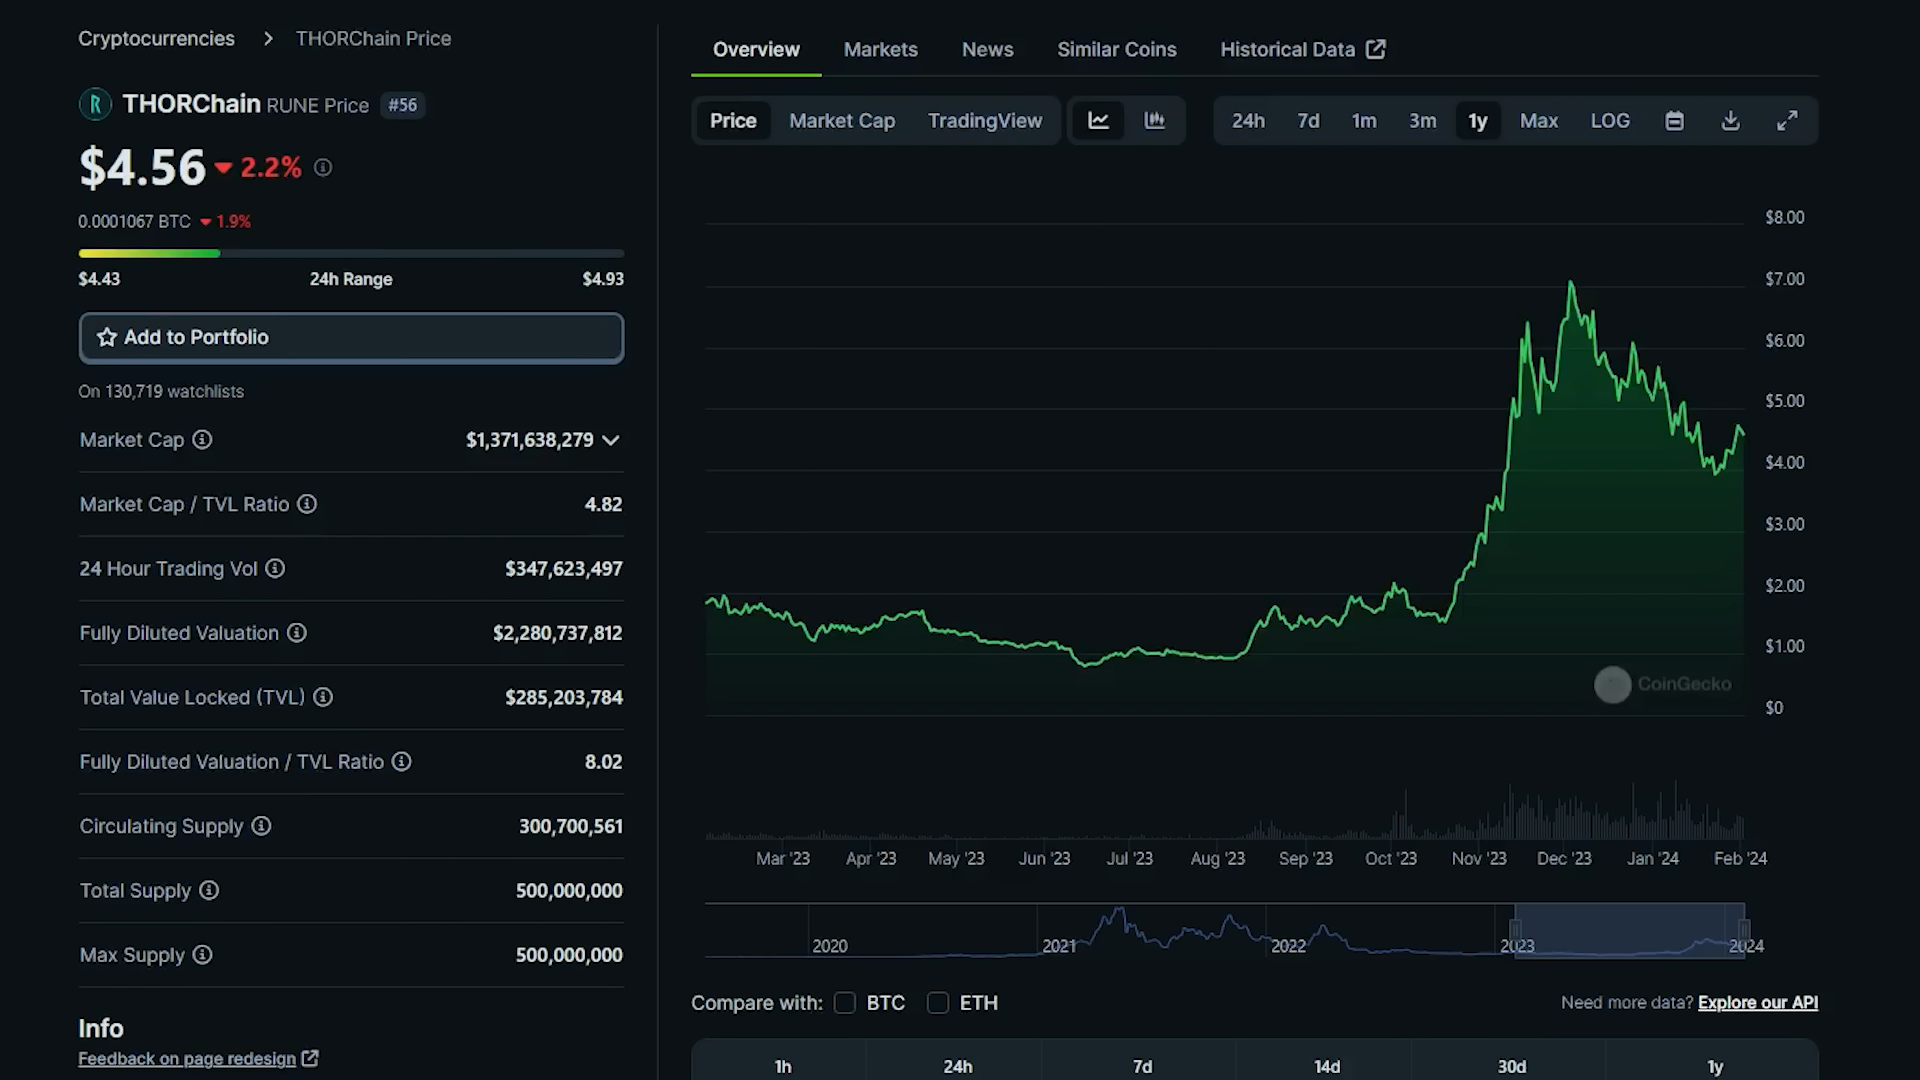 Cryptocurrencies > THORChain Price
THORChain RUNE Price #56
$4.56 2.2%
0.0001067 BTC 1.9%
$4.43 24h Range $4.93
Add to Portfolio
On 130,719 watchlists
Market Cap $1,371,638,279
Market Cap / TVL Ratio 4.82
24 Hour Trading Vol $347,623,497
Fully Diluted Valuation $2,280,737,812
Total Value Locked (TVL) $285,203,784
Fully Diluted Valuation / TVL Ratio 8.02
Circulating Supply 300,700,561
Total Supply 500,000,000
Max Supply 500,000,000
Info
Feedback on page redesign
Overview Markets News Similar Coins Historical Data
Price Market Cap TradingView 24h 7d 1m 3m 1y Max LOG
$8.00
$7.00
$6.00
$5.00
$4.00
$3.00
$2.00
$1.00
CoinGecko
$0
Mar '23 Apr '23 May '23 Jun '23 Jul '23 Aug '23 Sep '23 Oct '23 Nov '23 Dec '23 Jan '24 Feb '24
2020 2021 2022 2023 2024
Compare with: BTC ETH Need more data? Explore our API
1h 24h 7d 14d 30d 1y